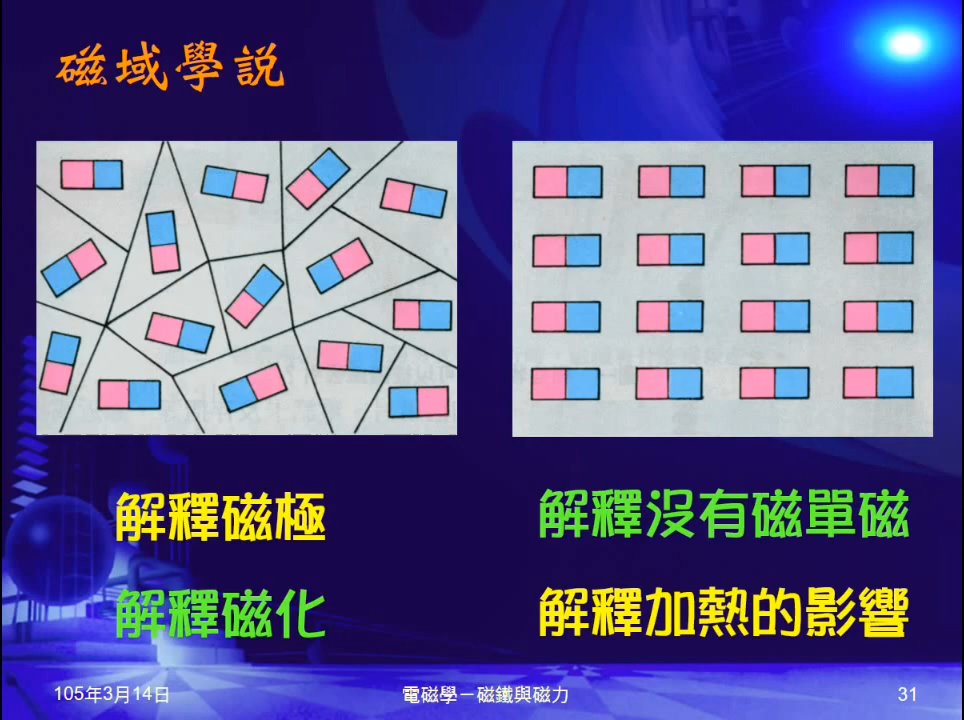 磁域學説
解釋磁極
解釋沒有磁單磁
解釋磁化
解釋加熱的影響
105年3月14日
電磁學－磁鐵與磁力
31